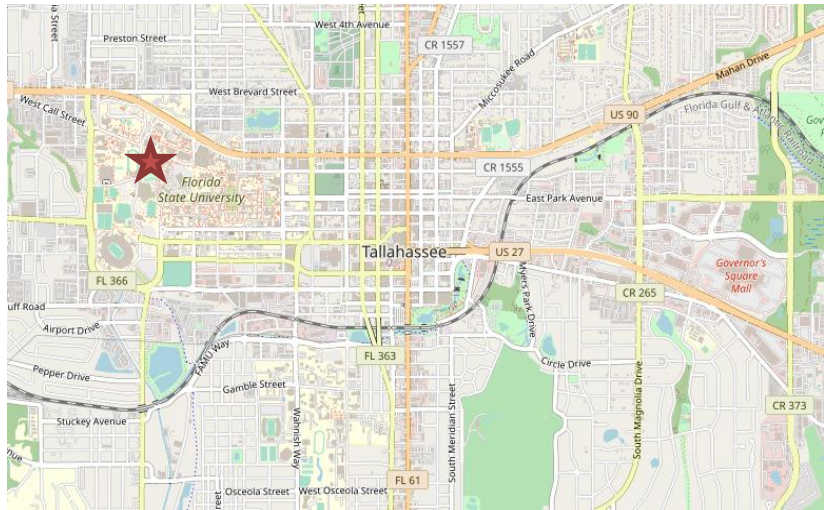 ria Street
West 4th Avenue
Preston Street
CR 1557
Miccosukee Road
Mahan Drive
West Brevard Street
West Call Street
US 90
Florida Gulf & Atlantic Railroad
CR 1555
Florida
State University
East Park Avenue
Tallahassee
US 27
Governor's
Square
Mall
FL 366
CR 265
uff Road
Airport Drive
FAMU Way
Myers Park Drive
FL 363
Circle Drive
Pepper Drive
Gamble Street
CR 373
Stuckey Avenue
Wahnish Way
South Meridian Street
South Magnolia Drive
FL 61
Osceola Street
West Osceola Street